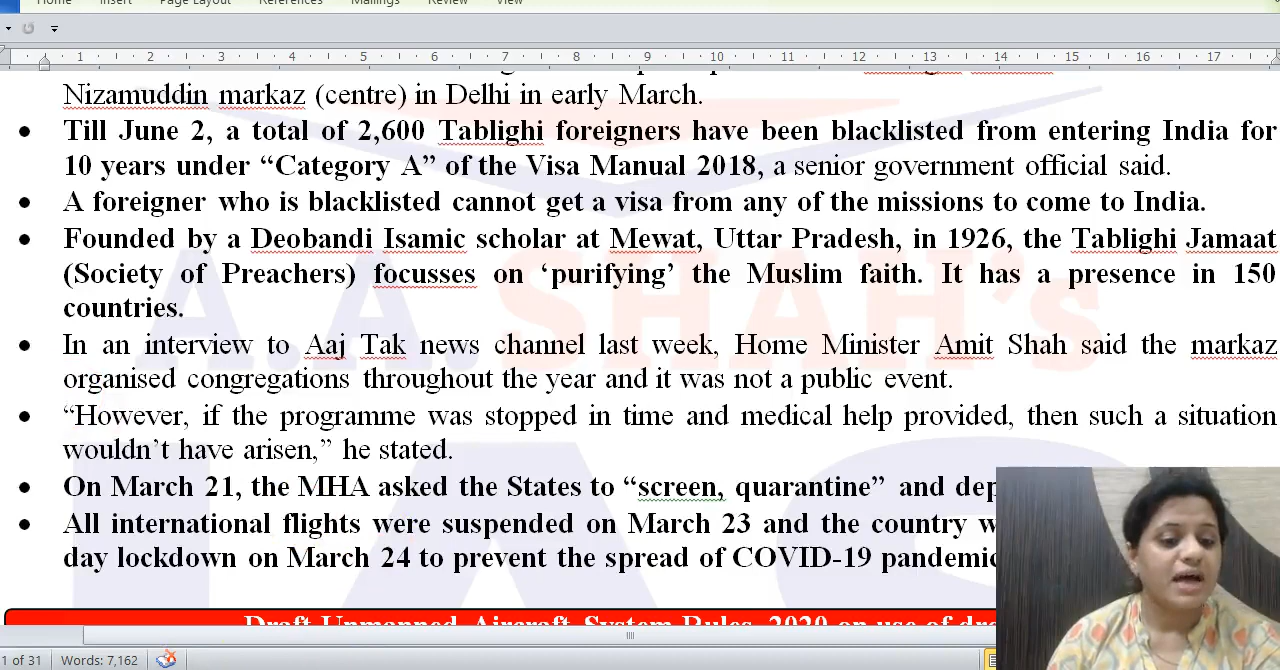 Home Insert Page Layout References Mailings Review View
1 2 3 4 5 6 7 8 9 10 11 12 13 14 15 16 17
Nizamuddin markaz (centre) in Delhi in early March.
• Till June 2, a total of 2,600 Tablighi foreigners have been blacklisted from entering India for
10 years under “Category A” of the Visa Manual 2018, a senior government official said.
• A foreigner who is blacklisted cannot get a visa from any of the missions to come to India.
• Founded by a Deobandi Isamic scholar at Mewat, Uttar Pradesh, in 1926, the Tablighi Jamaat
(Society of Preachers) focusses on ‘purifying’ the Muslim faith. It has a presence in 150
countries.
• In an interview to Aaj Tak news channel last week, Home Minister Amit Shah said the markaz
organised congregations throughout the year and it was not a public event.
• “However, if the programme was stopped in time and medical help provided, then such a situation
wouldn’t have arisen,” he stated.
• On March 21, the MHA asked the States to “screen, quarantine” and dep
• All international flights were suspended on March 23 and the country w
day lockdown on March 24 to prevent the spread of COVID-19 pandemic
Draft Unmanned Aircraft System Rules, 2020 on use of dro
1 of 31 Words: 7,162
A.A. SHAH's
IAS